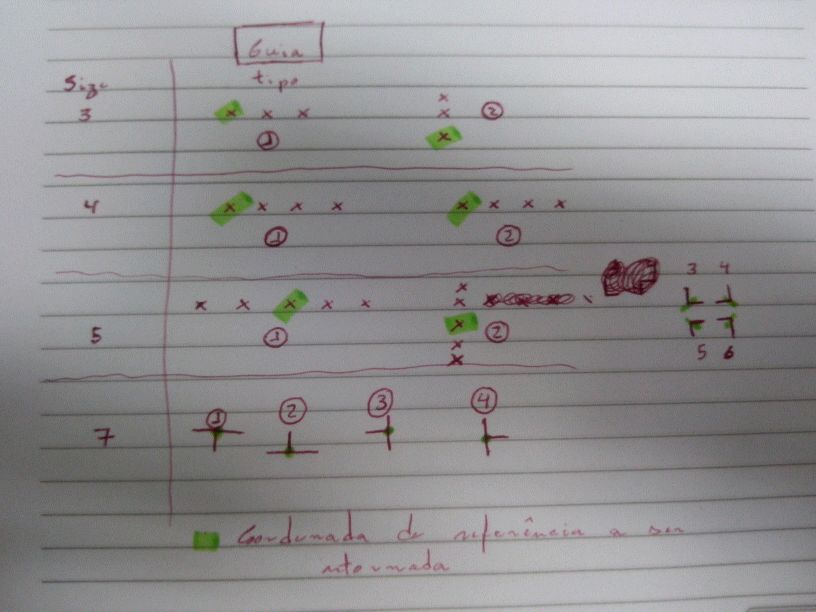 Guia
Size tipo
3 x x x x
x 2
1 x
4 x x x x x x x x
1 2
3 4
x x x x x x
x
5 1 x 2
x 5 6
x
1 2 3 4
7
Coordenada de referência a ser
retornada